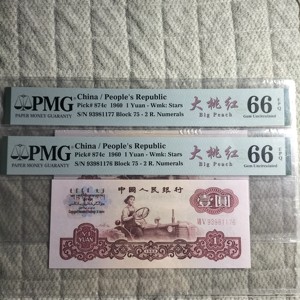 PMG
PAPER MONEY GUARANTY
China / People's Republic
Pick# 874c 1960 1 Yuan - Wmk: Stars
S/N 93981177 Block 75 - 2 R. Numerals
大桃红
Big Peach
66 EPQ
Gem Uncirculated
PMG
PAPER MONEY GUARANTY
China / People's Republic
Pick# 874c 1960 1 Yuan - Wmk: Stars
S/N 93981176 Block 75 - 2 R. Numerals
大桃红
Big Peach
66 EPQ
Gem Uncirculated
中国人民银行
壹圆
YI YUAN